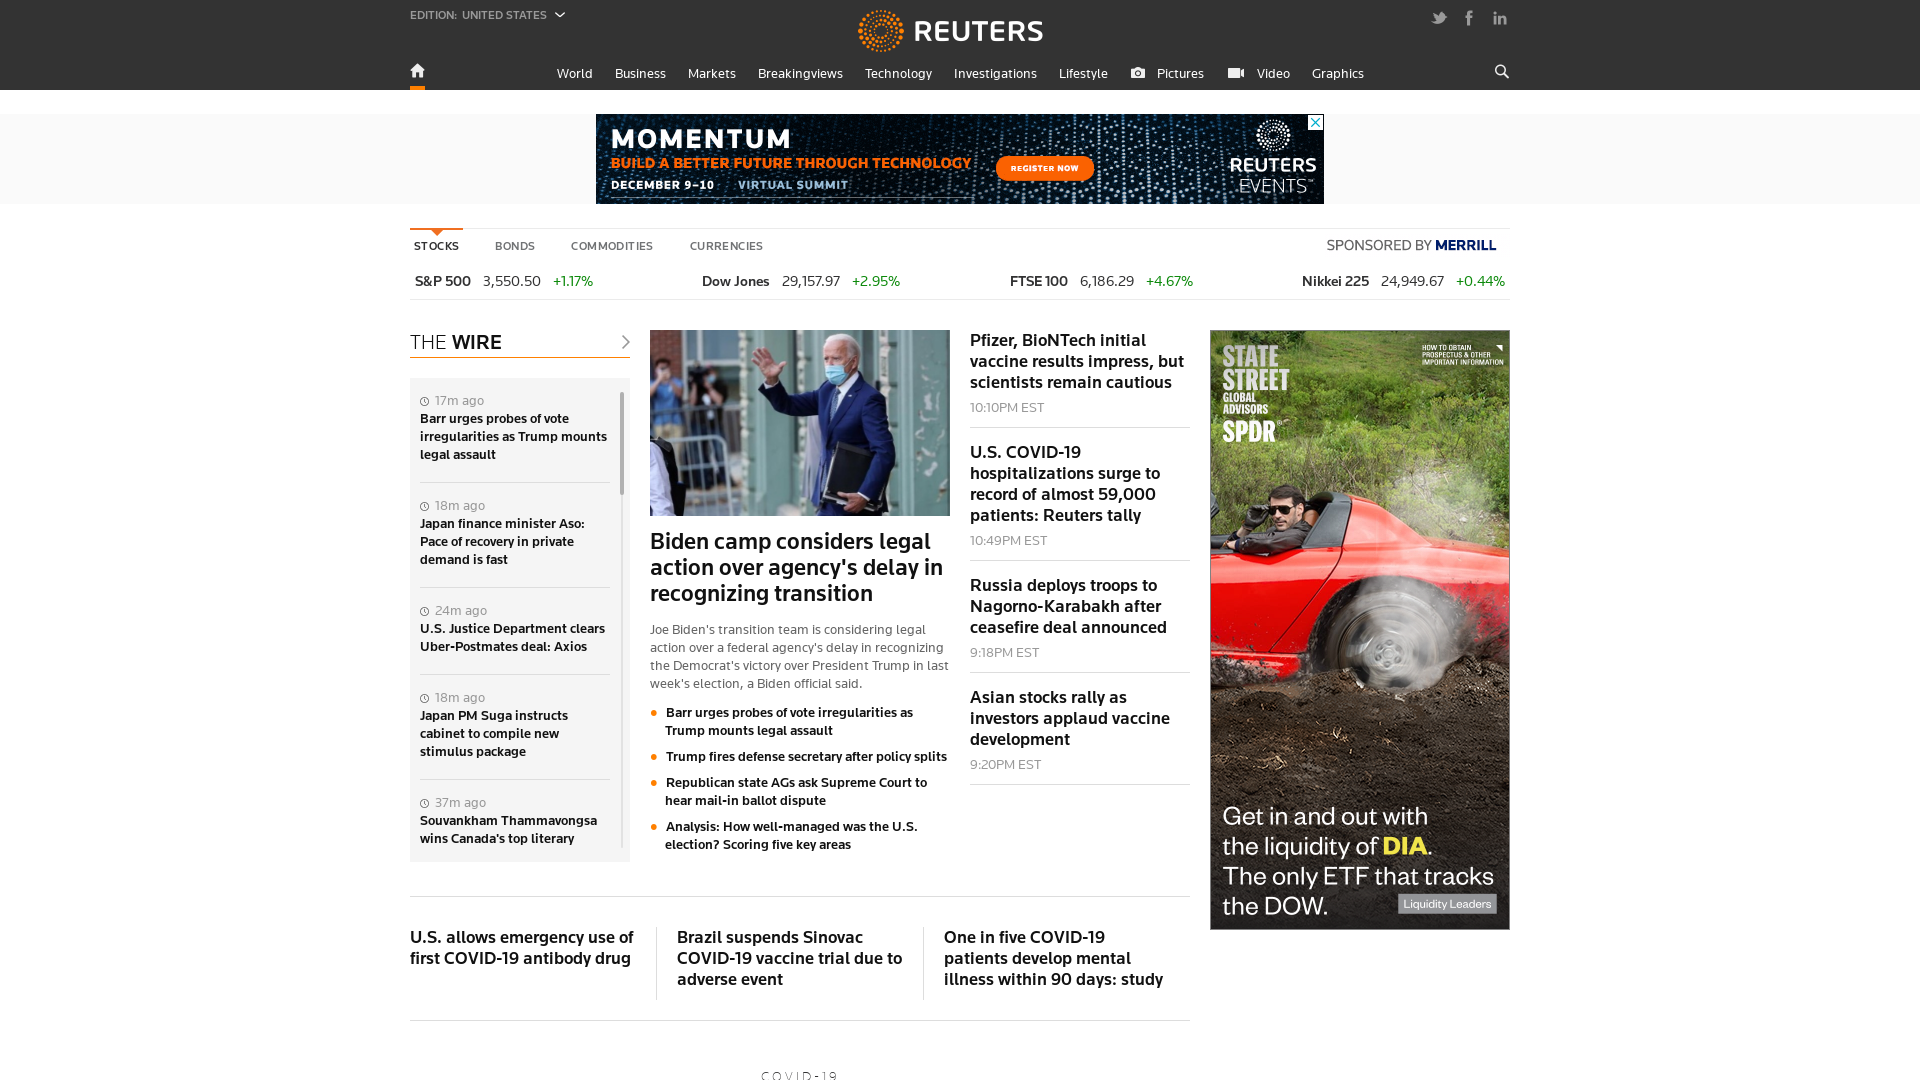 EDITION: UNITED STATES
REUTERS
World Business Markets Breakingviews Technology Investigations Lifestyle Pictures Video Graphics
MOMENTUM
BUILD A BETTER FUTURE THROUGH TECHNOLOGY
DECEMBER 9-10 VIRTUAL SUMMIT
REGISTER NOW
REUTERS
EVENTS™
STOCKS BONDS COMMODITIES CURRENCIES
SPONSORED BY MERRILL
S&P 500 3,550.50 +1.17% Dow Jones 29,157.97 +2.95% FTSE 100 6,186.29 +4.67% Nikkei 225 24,949.67 +0.44%
THE WIRE
17m ago
Barr urges probes of vote
irregularities as Trump mounts
legal assault
18m ago
Japan finance minister Aso:
Pace of recovery in private
demand is fast
24m ago
U.S. Justice Department clears
Uber-Postmates deal: Axios
18m ago
Japan PM Suga instructs
cabinet to compile new
stimulus package
37m ago
Souvankham Thammavongsa
wins Canada's top literary
Biden camp considers legal
action over agency's delay in
recognizing transition
Joe Biden's transition team is considering legal
action over a federal agency's delay in recognizing
the Democrat's victory over President Trump in last
week's election, a Biden official said.
Barr urges probes of vote irregularities as
Trump mounts legal assault
Trump fires defense secretary after policy splits
Republican state AGs ask Supreme Court to
hear mail-in ballot dispute
Analysis: How well-managed was the U.S.
election? Scoring five key areas
Pfizer, BioNTech initial
vaccine results impress, but
scientists remain cautious
10:10PM EST
U.S. COVID-19
hospitalizations surge to
record of almost 59,000
patients: Reuters tally
10:49PM EST
Russia deploys troops to
Nagorno-Karabakh after
ceasefire deal announced
9:18PM EST
Asian stocks rally as
investors applaud vaccine
development
9:20PM EST
STATE
STREET
GLOBAL
ADVISORS
SPDR®
HOW TO OBTAIN
PROSPECTUS & OTHER
IMPORTANT INFORMATION
Get in and out with
the liquidity of DIA.
The only ETF that tracks
the DOW.
Liquidity Leaders
U.S. allows emergency use of
first COVID-19 antibody drug
Brazil suspends Sinovac
COVID-19 vaccine trial due to
adverse event
One in five COVID-19
patients develop mental
illness within 90 days: study
COVID-19